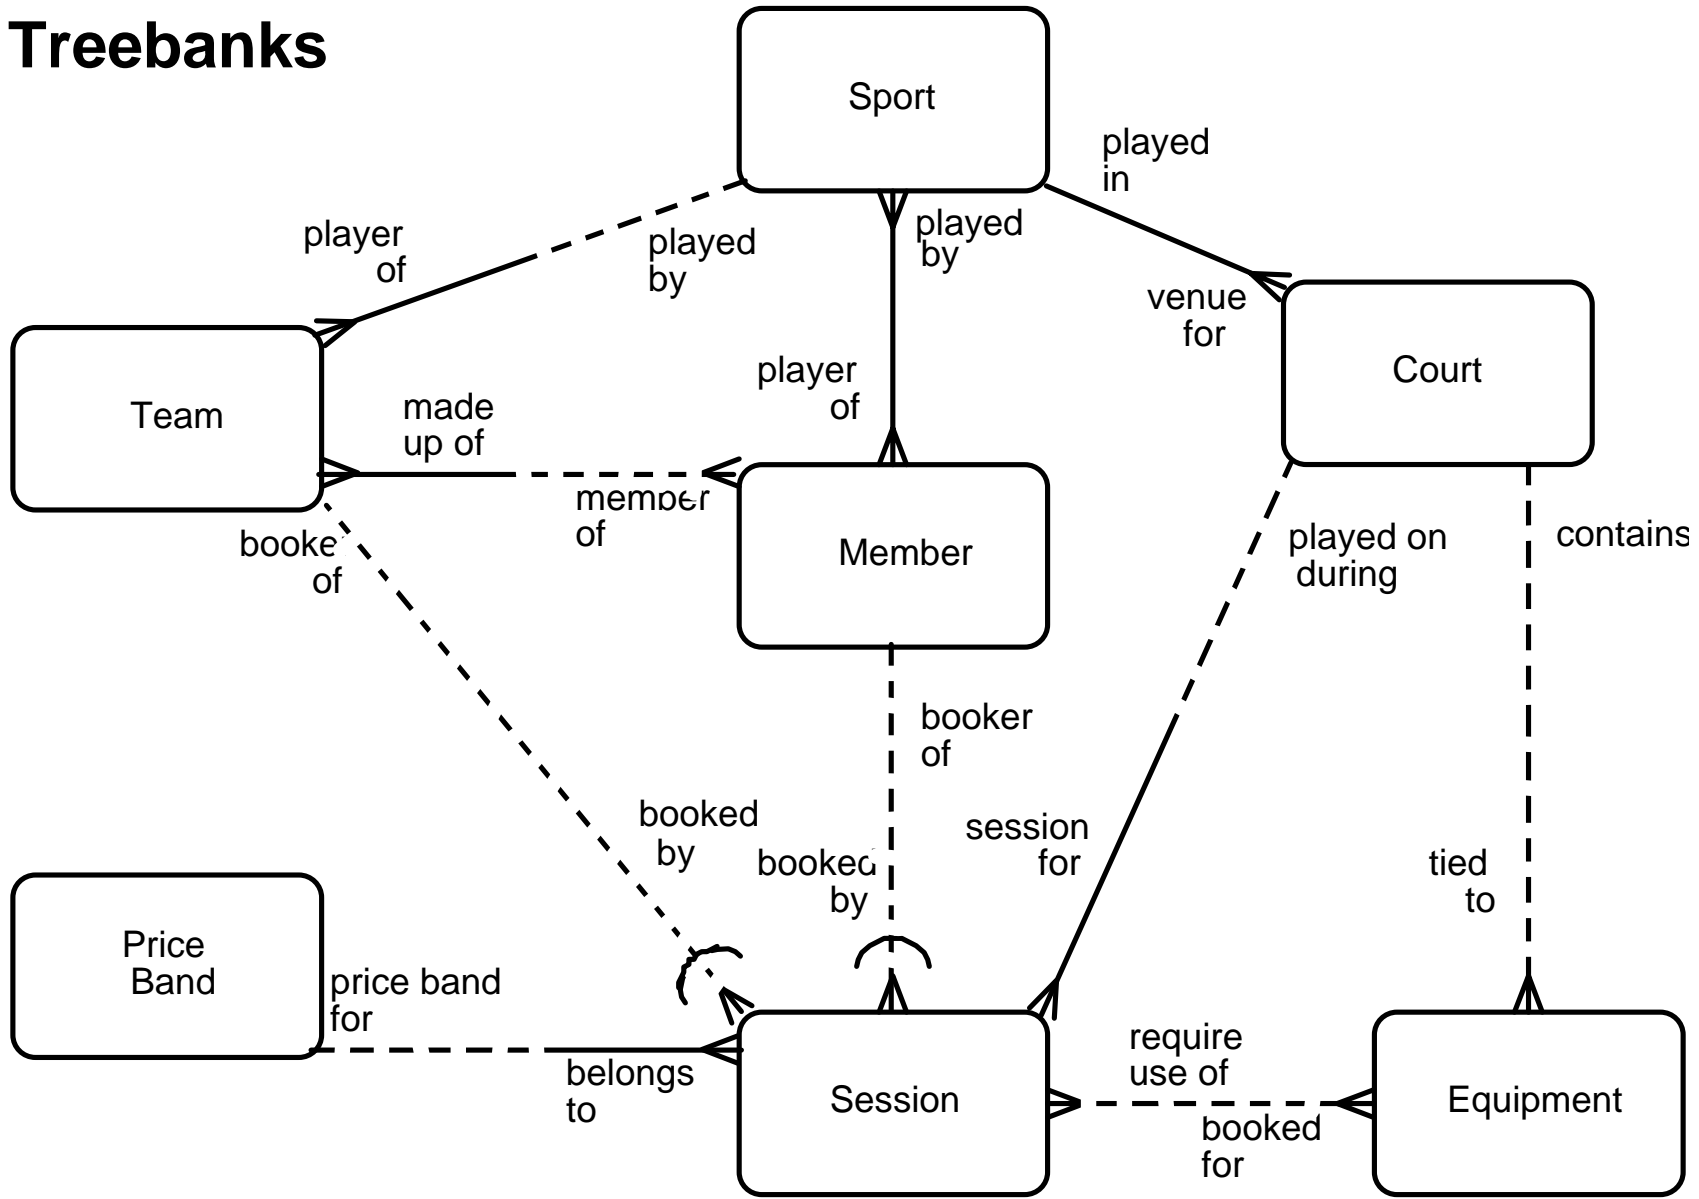 Treebanks
Sport
played
in
player
of
played
by
played
by
venue
for
Court
Team
made
up of
player
of
member
of
Member
booke
of
played on
during
contains
booker
of
booked
by
booked
by
session
for
tied
to
Price
Band
price band
for
belongs
to
Session
require
use of
booked
for
Equipment